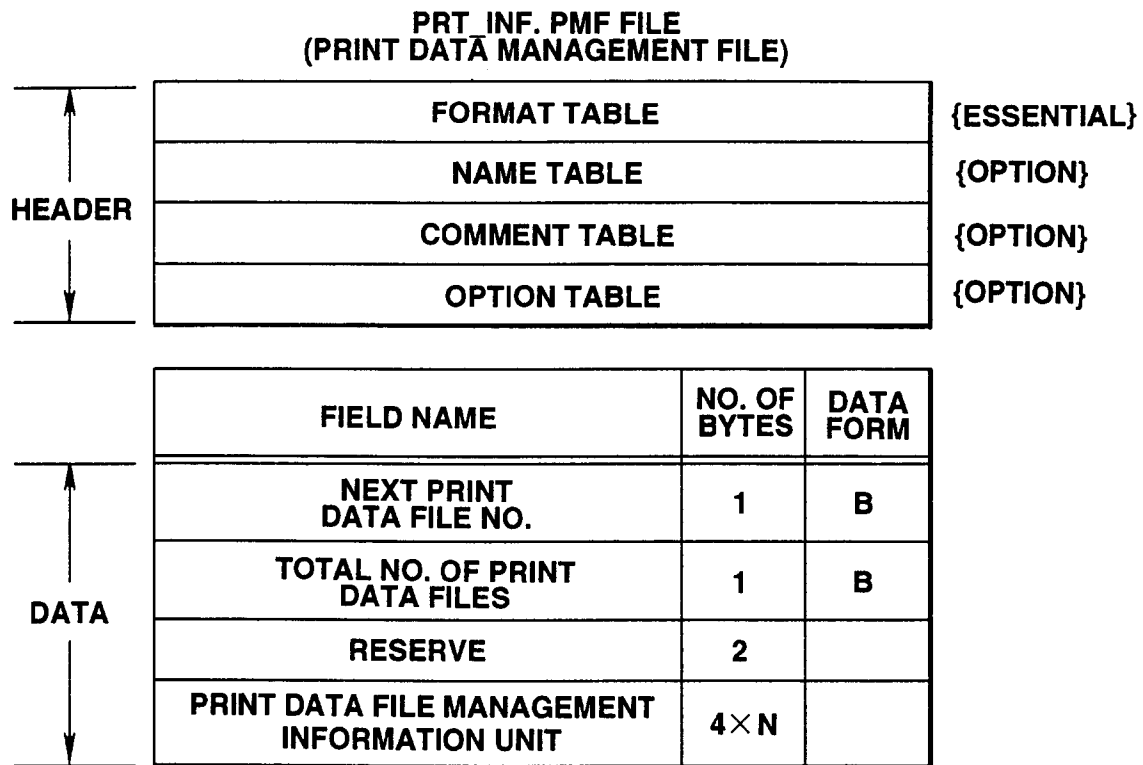 PRT_INF. PMF FILE
(PRINT DATA MANAGEMENT FILE)
HEADER
FORMAT TABLE {ESSENTIAL}
NAME TABLE {OPTION}
COMMENT TABLE {OPTION}
OPTION TABLE {OPTION}
FIELD NAME
NO. OF
BYTES
DATA
FORM
DATA
NEXT PRINT
DATA FILE NO.
1
B
TOTAL NO. OF PRINT
DATA FILES
1
B
RESERVE
2
PRINT DATA FILE MANAGEMENT
INFORMATION UNIT
4×N